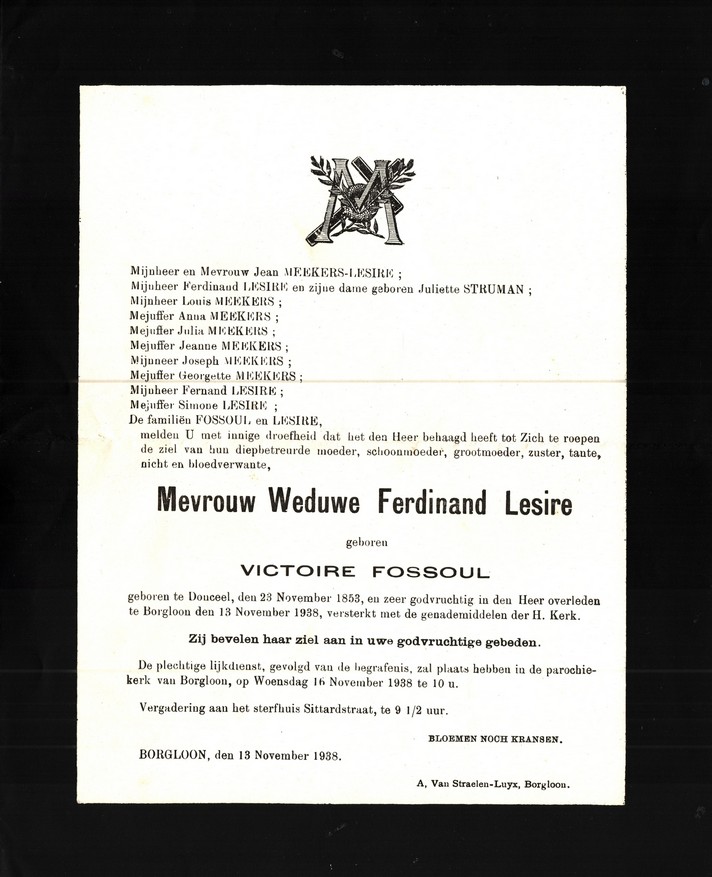 Mijnheer en Mevrouw Jean MEEKERS-LESIRE ;
Mijnheer Ferdinand LESIRE en zijne dame geboren Juliette STRUMAN ;
Mijnheer Louis MEEKERS ;
Mejuffer Anna MEEKERS ;
Mejuffer Julia MEEKERS ;
Mejuffer Jeanne MEEKERS ;
Mijnneer Joseph MEEKERS ;
Mejuffer Georgette MEEKERS ;
Mijnheer Fernand LESIRE ;
Mejuffer Simone LESIRE ;
De familiën FOSSOUL en LESIRE,
melden U met innige droefheid dat het den Heer behaagd heeft tot Zich te roepen
de ziel van hun diepbetreurde moeder, schoonmoeder, grootmoeder, zuster, tante,
nicht en bloedverwante,
Mevrouw Weduwe Ferdinand Lesire
geboren
VICTOIRE FOSSOUL
geboren te Douceel, den 23 November 1853, en zeer godvruchtig in den Heer overleden
te Borgloon den 13 November 1938, versterkt met de genademiddelen der H. Kerk.
Zij bevelen haar ziel aan in uwe godvruchtige gebeden.
De plechtige lijkdienst, gevolgd van de begrafenis, zal plaats hebben in de parochie-
kerk van Borgloon, op Woensdag 16 November 1938 te 10 u.
Vergadering aan het sterfhuis Sittardstraat, te 9 1/2 uur.
BLOEMEN NOCH KRANSEN.
BORGLOON, den 13 November 1938.
A, Van Straelen-Luyx, Borgloon.